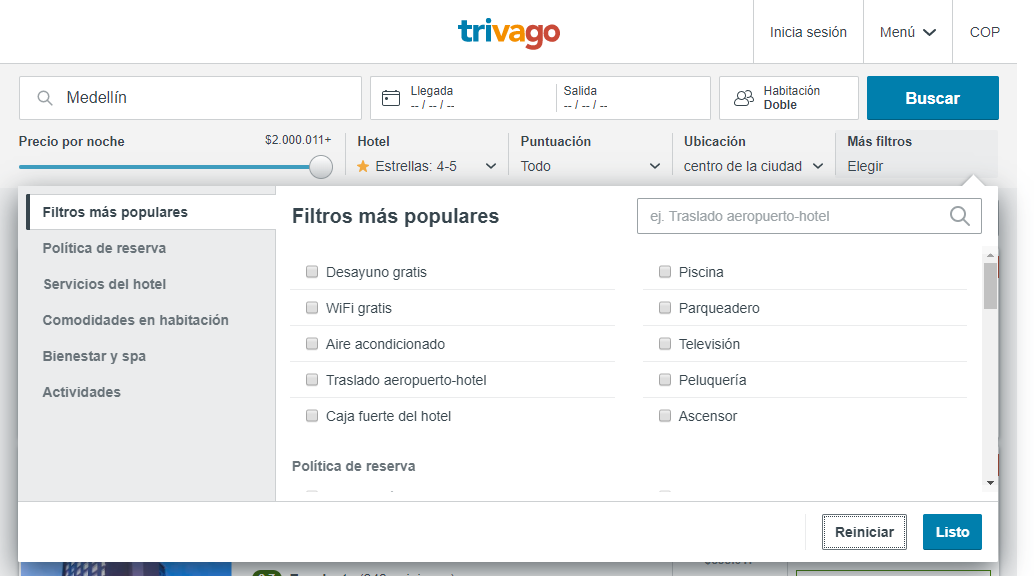 trivago
Inicia sesión
Menú
COP
Medellín
Llegada
-- / -- / --
Salida
-- / -- / --
Habitación
Doble
Buscar
Precio por noche
$2.000.011+
Hotel
Estrellas: 4-5
Puntuación
Todo
Ubicación
centro de la ciudad
Más filtros
Elegir
Filtros más populares
Política de reserva
Servicios del hotel
Comodidades en habitación
Bienestar y spa
Actividades
Filtros más populares
ej. Traslado aeropuerto-hotel
Desayuno gratis
Piscina
WiFi gratis
Parqueadero
Aire acondicionado
Televisión
Traslado aeropuerto-hotel
Peluquería
Caja fuerte del hotel
Ascensor
Política de reserva
Reiniciar
Listo